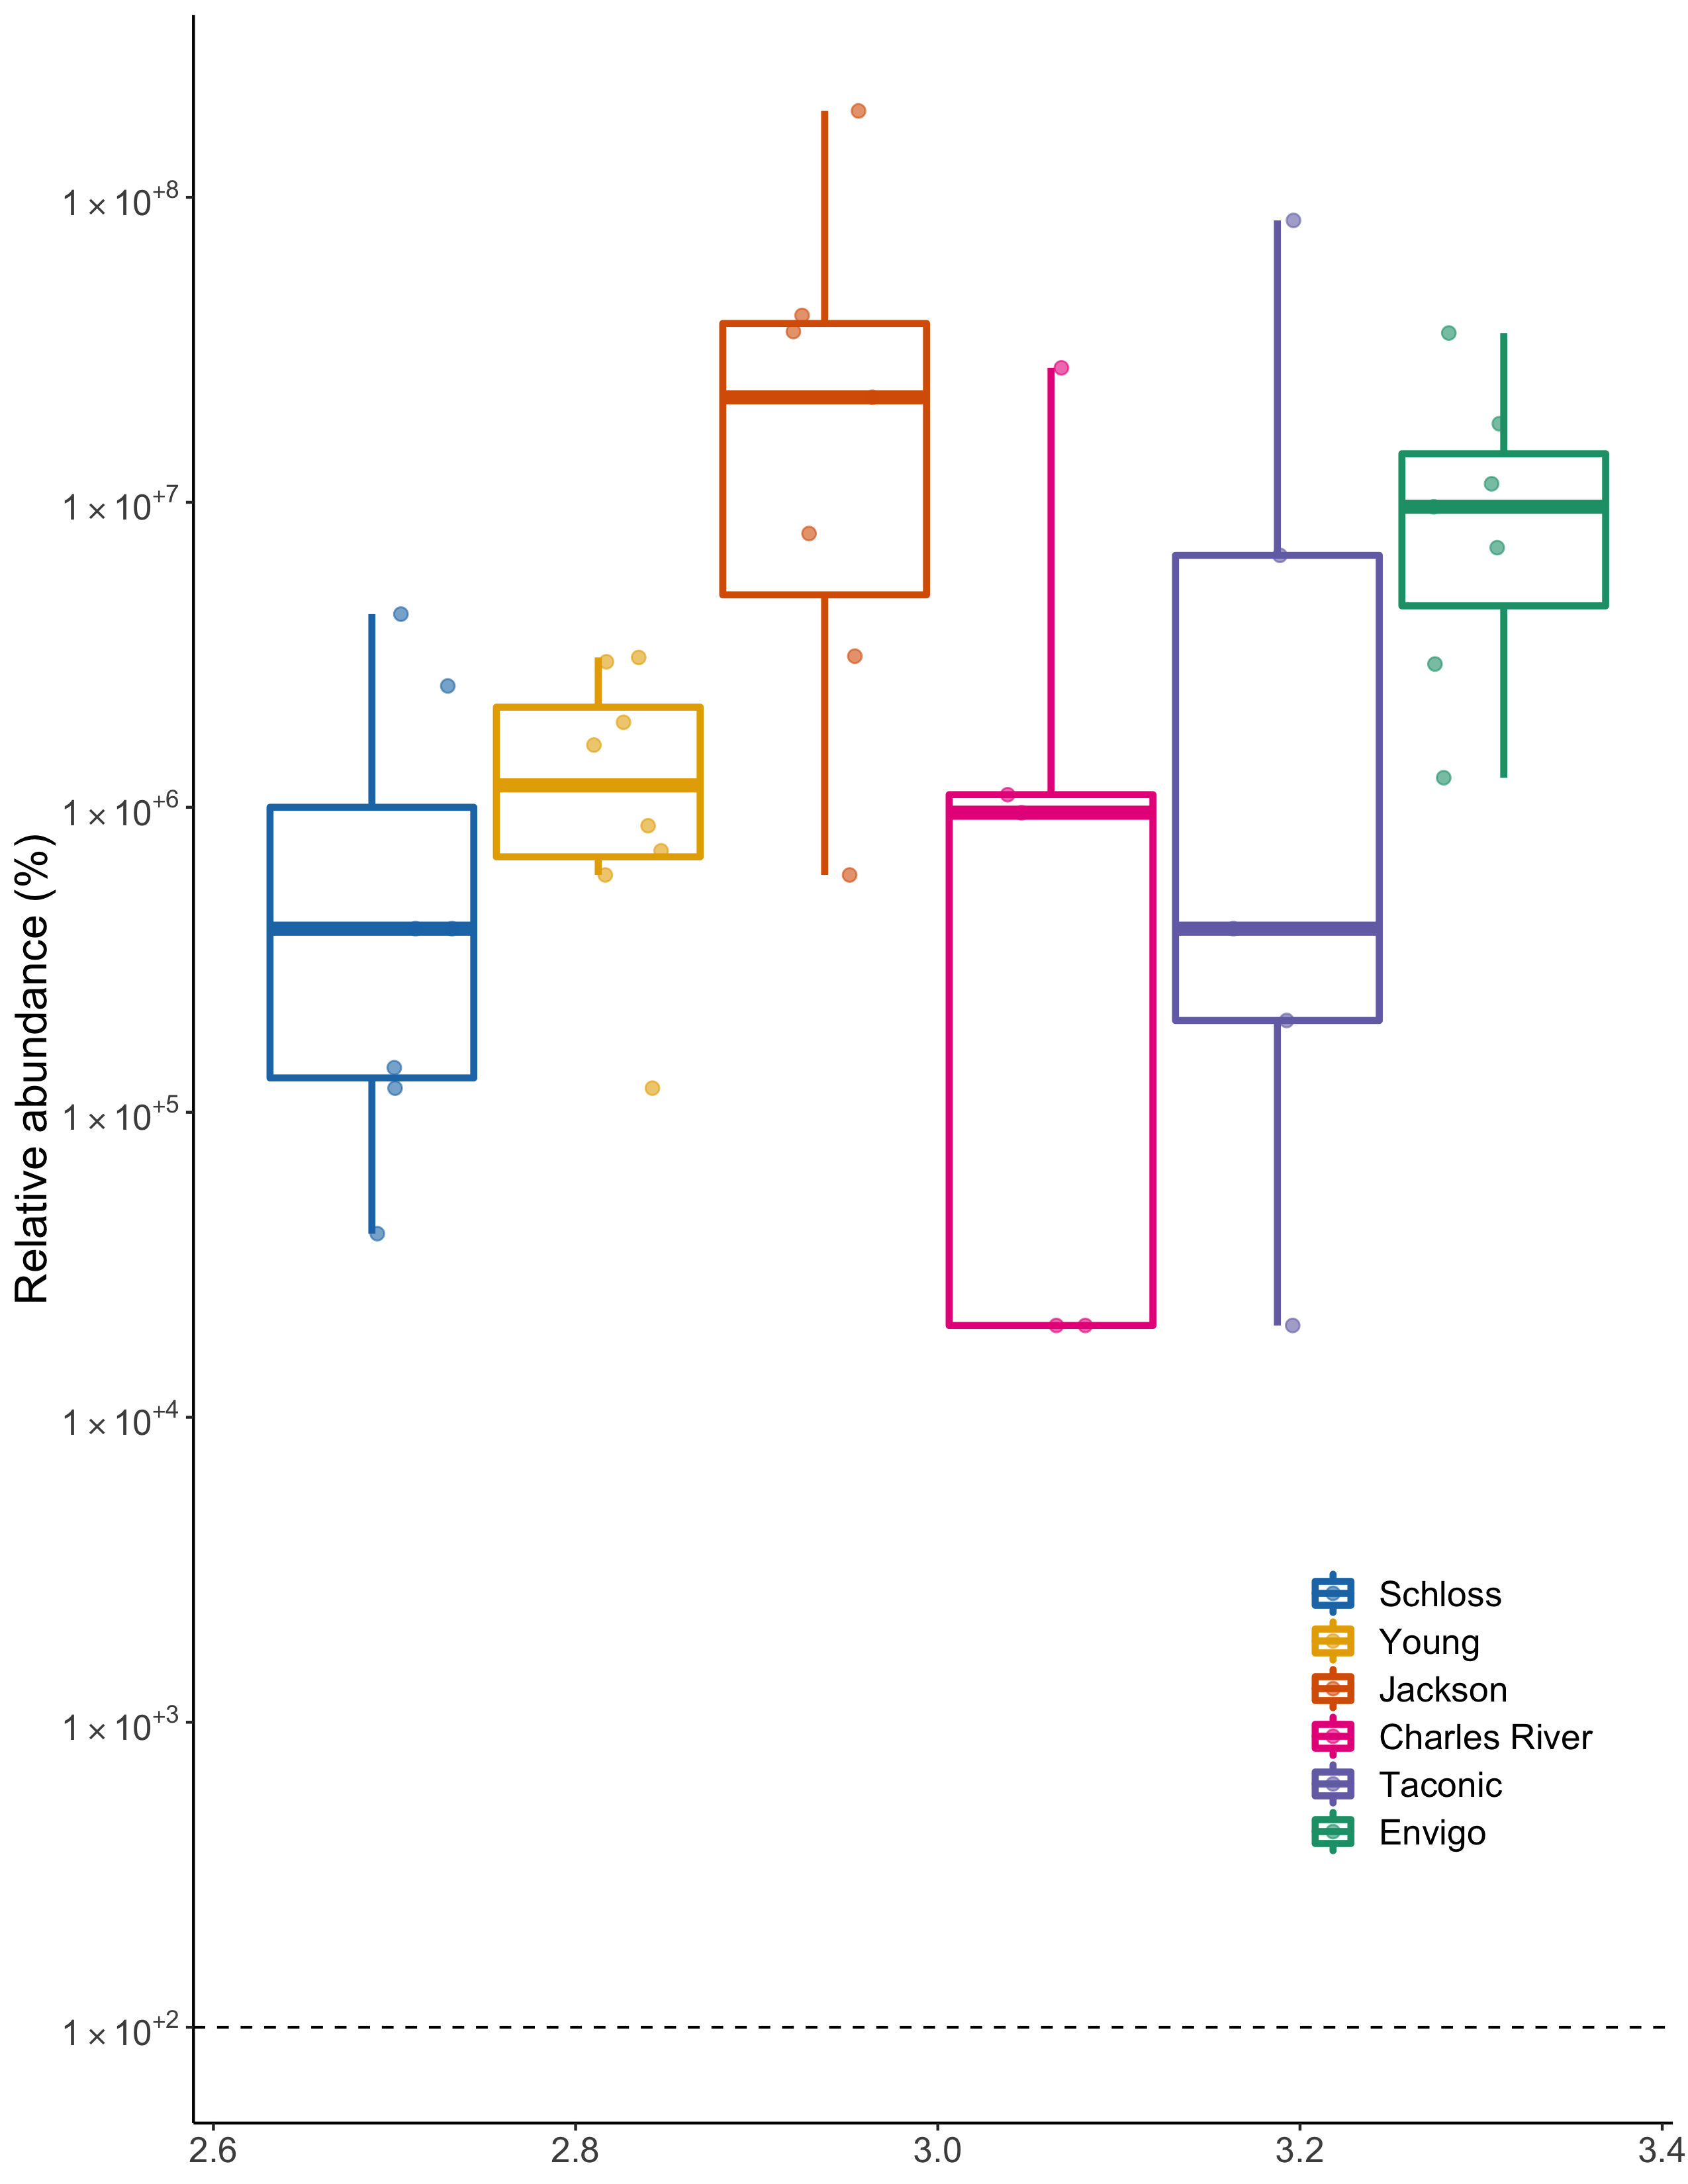 Relative abundance (%)
1×10⁺⁸
1×10⁺⁷
1×10⁺⁶
1×10⁺⁵
1×10⁺⁴
1×10⁺³
1×10⁺²
Schloss
Young
Jackson
Charles River
Taconic
Envigo
2.6 2.8 3.0 3.2 3.4